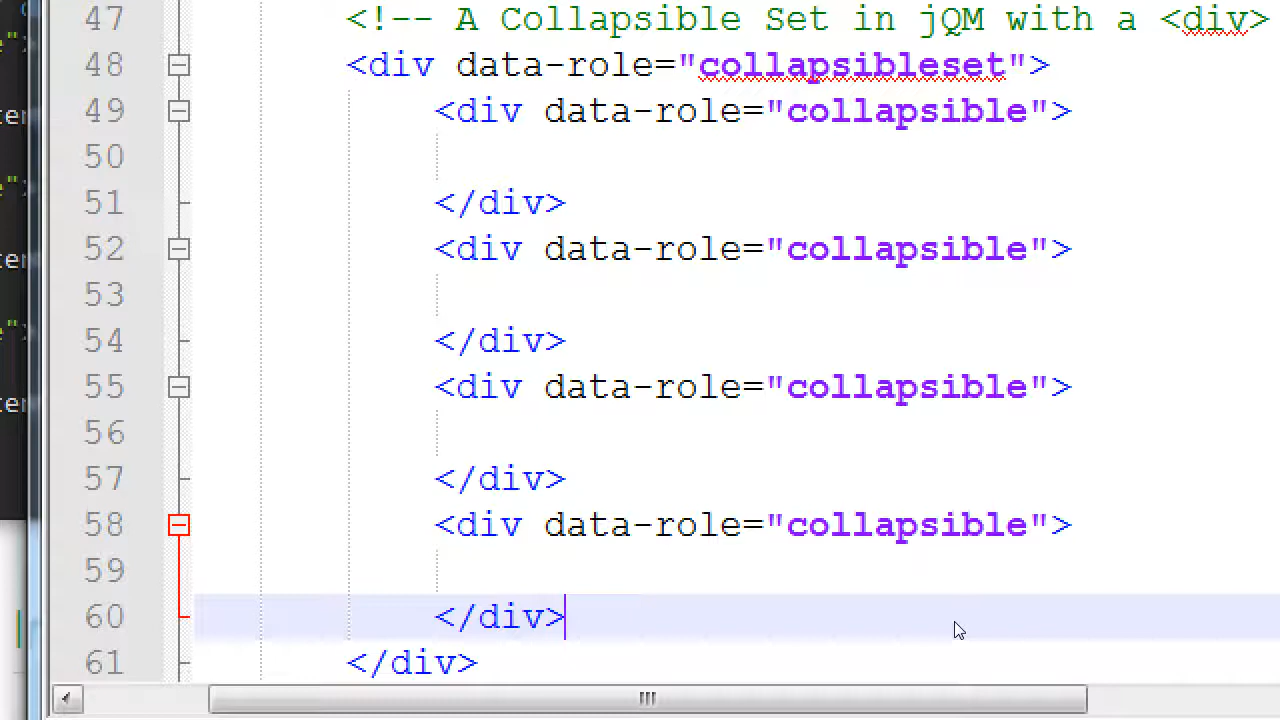 47 <!-- A Collapsible Set in jQM with a <div>
48 <div data-role="collapsibleset">
49 <div data-role="collapsible">
50
51 </div>
52 <div data-role="collapsible">
53
54 </div>
55 <div data-role="collapsible">
56
57 </div>
58 <div data-role="collapsible">
59
60 </div>
61 </div>